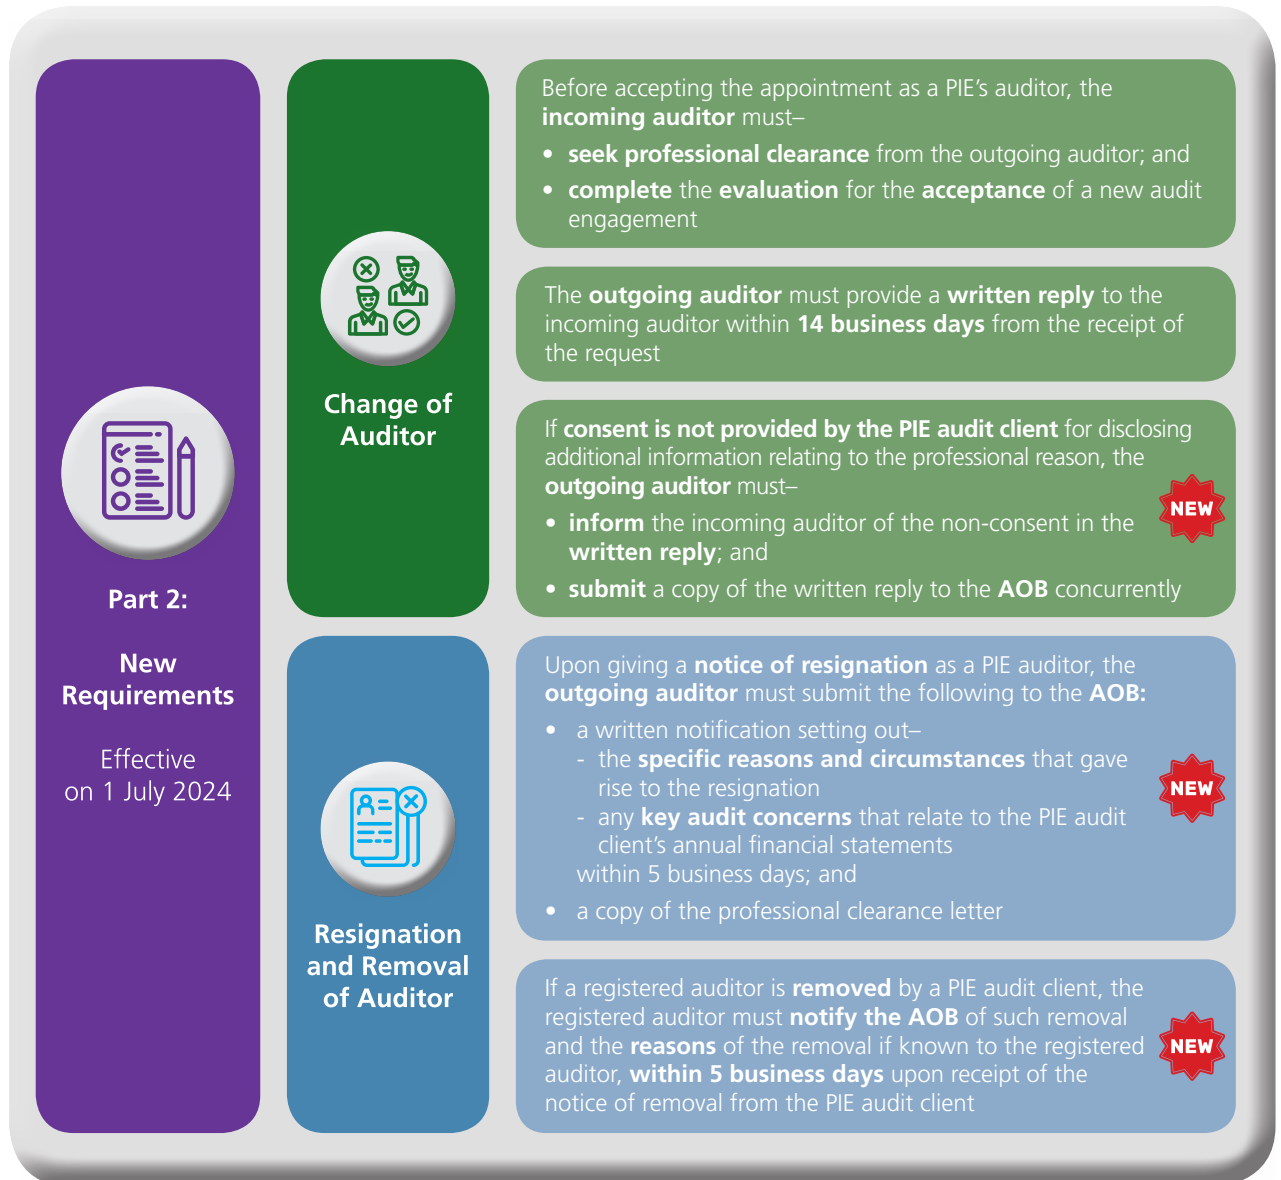 Part 2:
New
Requirements
Effective
on 1 July 2024
Change of
Auditor
Before accepting the appointment as a PIE’s auditor, the
incoming auditor must–
• seek professional clearance from the outgoing auditor; and
• complete the evaluation for the acceptance of a new audit
engagement
The outgoing auditor must provide a written reply to the
incoming auditor within 14 business days from the receipt of
the request
If consent is not provided by the PIE audit client for disclosing
additional information relating to the professional reason, the
outgoing auditor must–
• inform the incoming auditor of the non-consent in the
written reply; and
• submit a copy of the written reply to the AOB concurrently
NEW
Resignation
and Removal
of Auditor
Upon giving a notice of resignation as a PIE auditor, the
outgoing auditor must submit the following to the AOB:
• a written notification setting out–
- the specific reasons and circumstances that gave
rise to the resignation
- any key audit concerns that relate to the PIE audit
client’s annual financial statements
within 5 business days; and
• a copy of the professional clearance letter
NEW
If a registered auditor is removed by a PIE audit client, the
registered auditor must notify the AOB of such removal
and the reasons of the removal if known to the registered
auditor, within 5 business days upon receipt of the
notice of removal from the PIE audit client
NEW